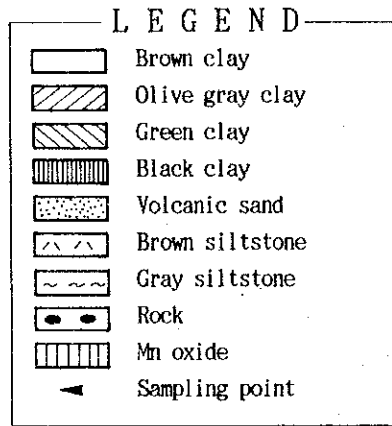 L E G E N D
Brown clay
Olive gray clay
Green clay
Black clay
Volcanic sand
Brown siltstone
Gray siltstone
Rock
Mn oxide
Sampling point